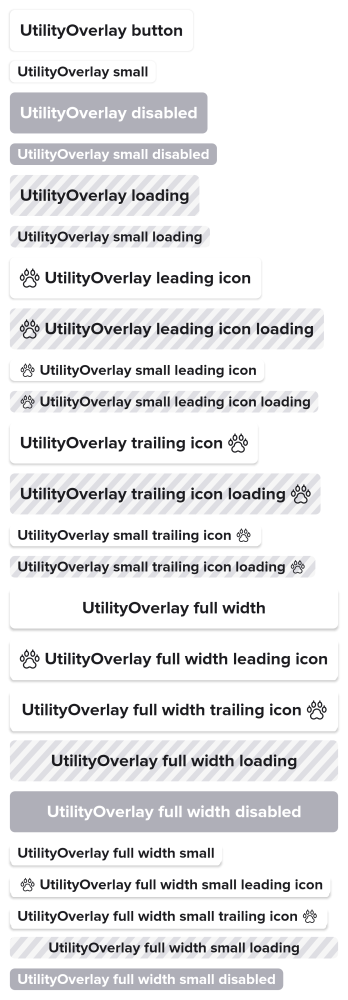 UtilityOverlay button
UtilityOverlay small
UtilityOverlay disabled
UtilityOverlay small disabled
UtilityOverlay loading
UtilityOverlay small loading
UtilityOverlay leading icon
UtilityOverlay leading icon loading
UtilityOverlay small leading icon
UtilityOverlay small leading icon loading
UtilityOverlay trailing icon
UtilityOverlay trailing icon loading
UtilityOverlay small trailing icon
UtilityOverlay small trailing icon loading
UtilityOverlay full width
UtilityOverlay full width leading icon
UtilityOverlay full width trailing icon
UtilityOverlay full width loading
UtilityOverlay full width disabled
UtilityOverlay full width small
UtilityOverlay full width small leading icon
UtilityOverlay full width small trailing icon
UtilityOverlay full width small loading
UtilityOverlay full width small disabled